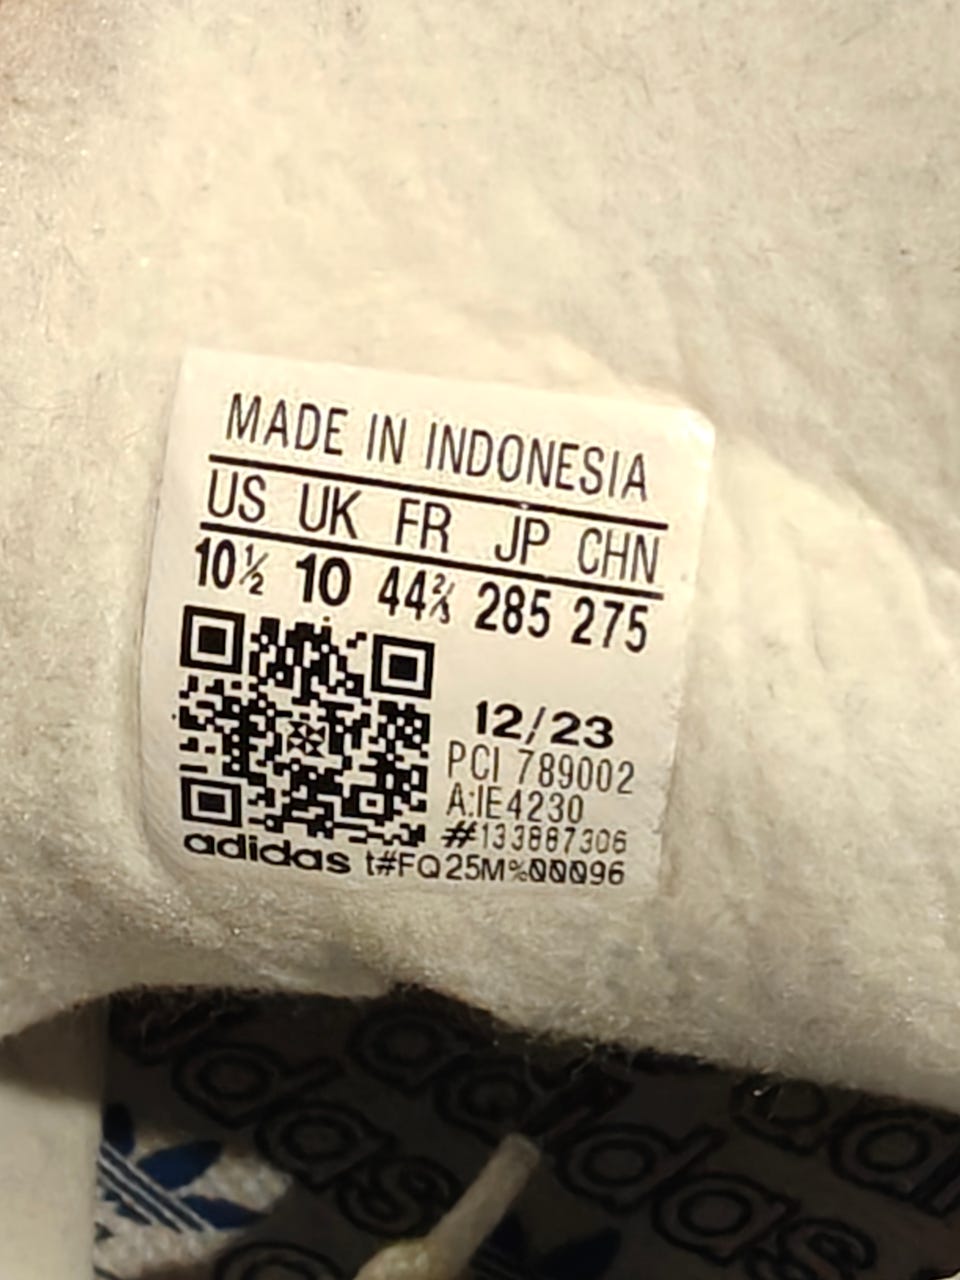 MADE IN INDONESIA
US UK FR JP CHN
10½ 10 44⅔ 285 275
12/23
PCI 789002
A:IE4230
#133887306
adidas t#FQ25M%00096
adidas
adidas